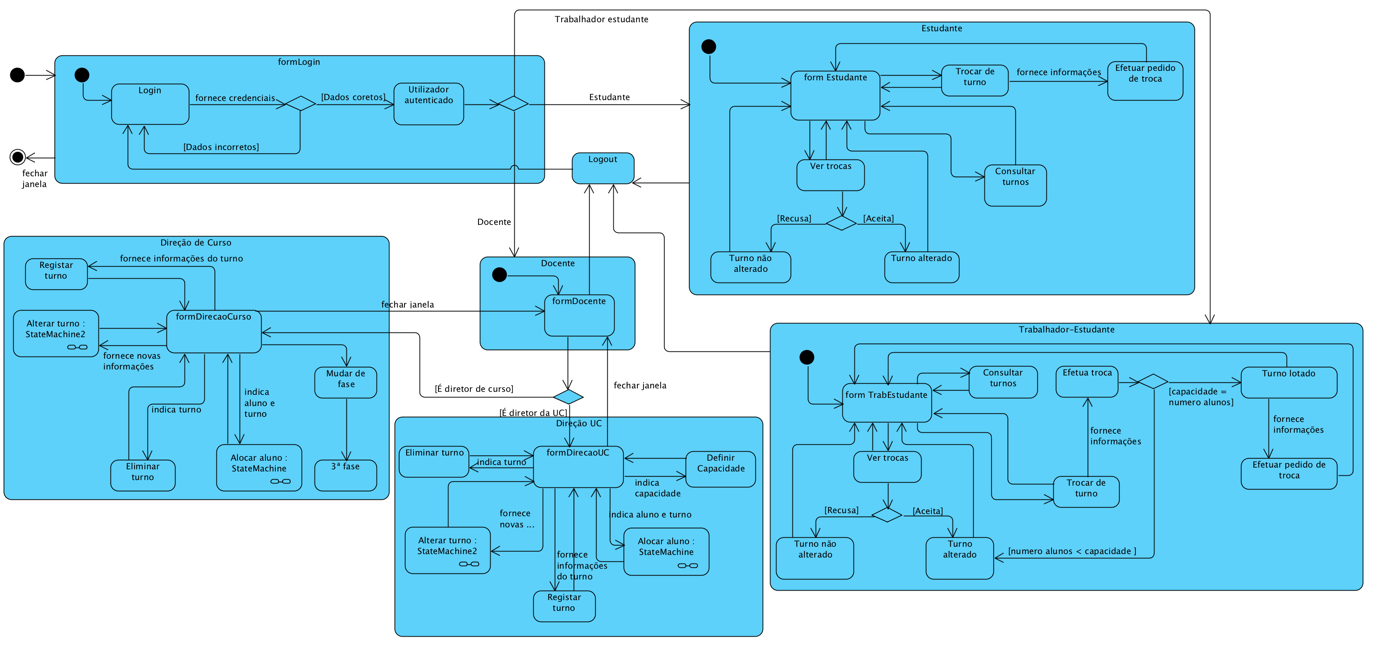 Trabalhador estudante
formLogin
Login
fornece credenciais
[Dados coretos]
Utilizador
autenticado
[Dados incorretos]
Estudante
fechar
janela
Logout
Docente
Estudante
form Estudante
Trocar de
turno
fornece informações
Efetuar pedido
de troca
Ver trocas
Consultar
turnos
[Recusa]
[Aceita]
Turno não
alterado
Turno alterado
Direção de Curso
Registar
turno
fornece informações do turno
formDirecaoCurso
Alterar turno :
StateMachine2
fornece novas
informações
indica turno
indica
aluno e
turno
Mudar de
fase
Eliminar
turno
Alocar aluno :
StateMachine
3ª fase
fechar janela
Docente
formDocente
[É diretor de curso]
fechar janela
[É diretor da UC]
Direção UC
Eliminar turno
indica turno
formDirecaoUC
Definir
Capacidade
indica
capacidade
fornece
novas ...
indica aluno e turno
Alterar turno :
StateMachine2
Alocar aluno :
StateMachine
fornece
informações
do turno
Registar
turno
Trabalhador-Estudante
form TrabEstudante
Consultar
turnos
Efetua troca
[capacidade =
numero alunos]
Turno lotado
fornece
informações
fornece
informações
Ver trocas
Trocar de
turno
Efetuar pedido de
troca
[Recusa]
[Aceita]
Turno não
alterado
Turno
alterado
[numero alunos < capacidade ]